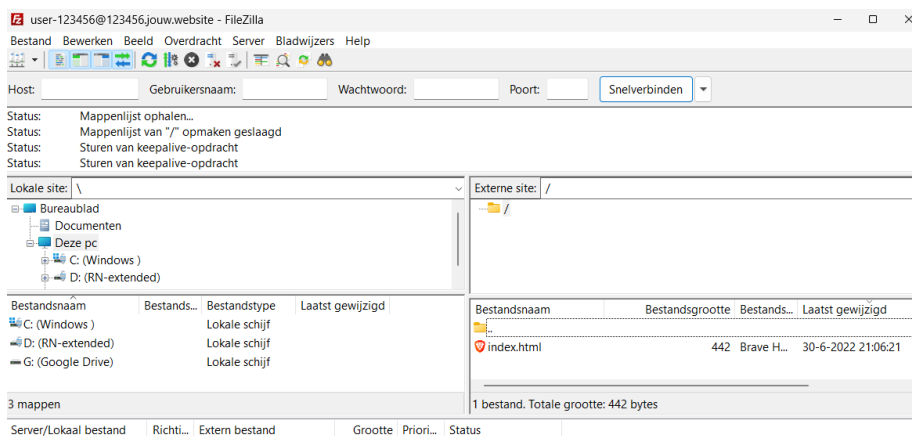 user-123456@123456.jouw.website - FileZilla
Bestand Bewerken Beeld Overdracht Server Bladwijzers Help
Host: Gebruikersnaam: Wachtwoord: Poort: Snelverbinden
Status: Mappenlijst ophalen...
Status: Mappenlijst van "/" opmaken geslaagd
Status: Sturen van keepalive-opdracht
Status: Sturen van keepalive-opdracht
Lokale site: \
Bureaublad
Documenten
Deze pc
C: (Windows )
D: (RN-extended)
Bestandsnaam Bestands... Bestandstype Laatst gewijzigd
C: (Windows ) Lokale schijf
D: (RN-extended) Lokale schijf
G: (Google Drive) Lokale schijf
3 mappen
Externe site: /
/
Bestandsnaam Bestandsgrootte Bestands... Laatst gewijzigd
..
index.html 442 Brave H... 30-6-2022 21:06:21
1 bestand. Totale grootte: 442 bytes
Server/Lokaal bestand Richti... Extern bestand Grootte Priori... Status